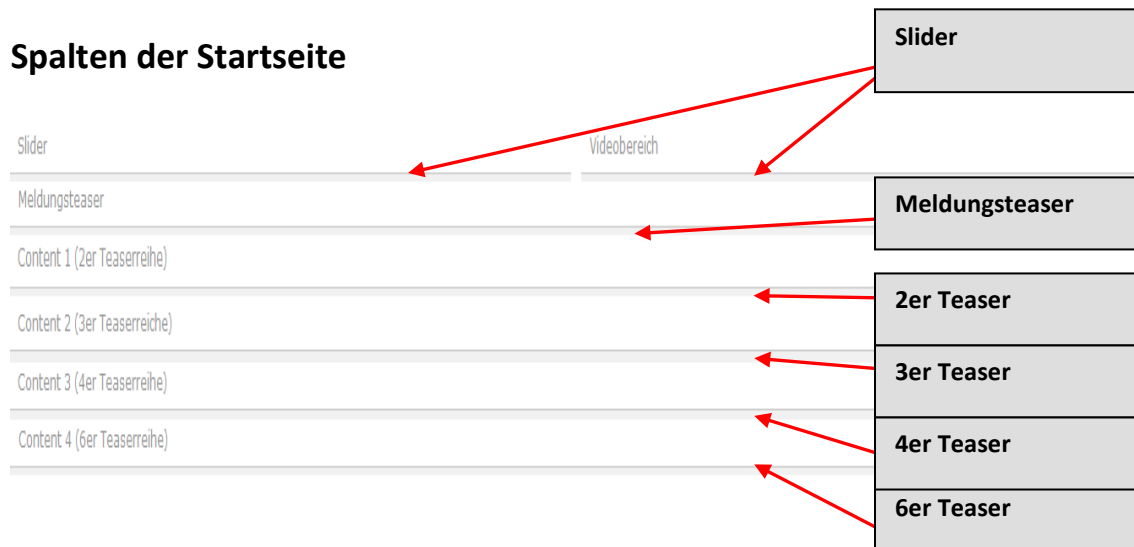 Slider
Spalten der Startseite
Slider
Videobereich
Meldungsteaser
Meldungsteaser
Content 1 (2er Teaserreihe)
2er Teaser
Content 2 (3er Teaserreiche)
3er Teaser
Content 3 (4er Teaserreihe)
4er Teaser
Content 4 (6er Teaserreihe)
6er Teaser